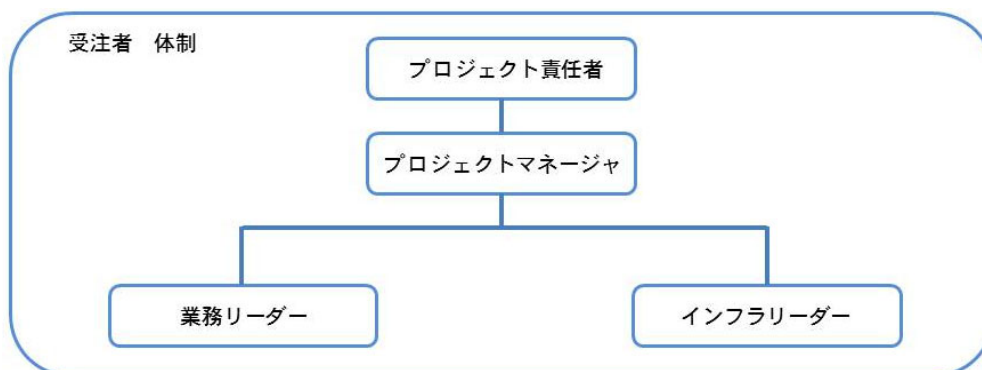 受注者　体制
プロジェクト責任者
プロジェクトマネージャ
業務リーダー
インフラリーダー